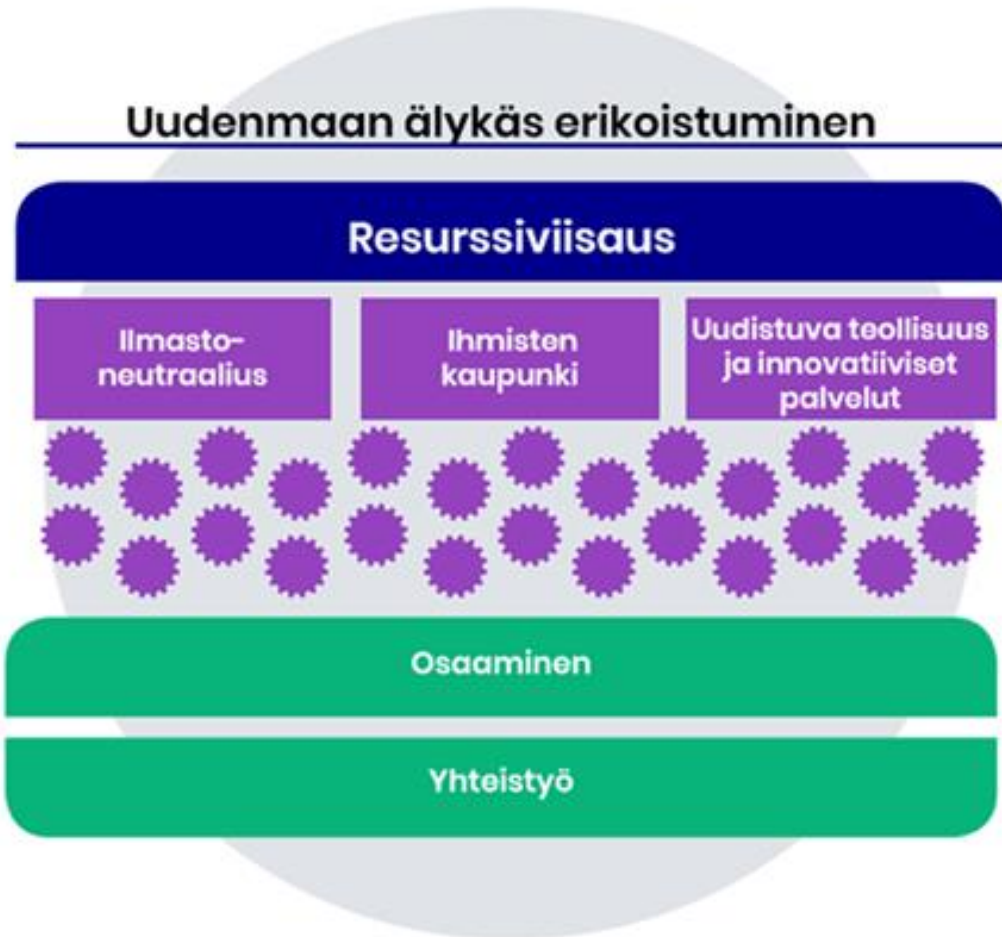 Uudenmaan älykäs erikoistuminen
Resurssiviisaus
Ilmasto-
neutraalius
Ihmisten
kaupunki
Uudistuva teollisuus
ja innovatiiviset
palvelut
Osaaminen
Yhteistyö